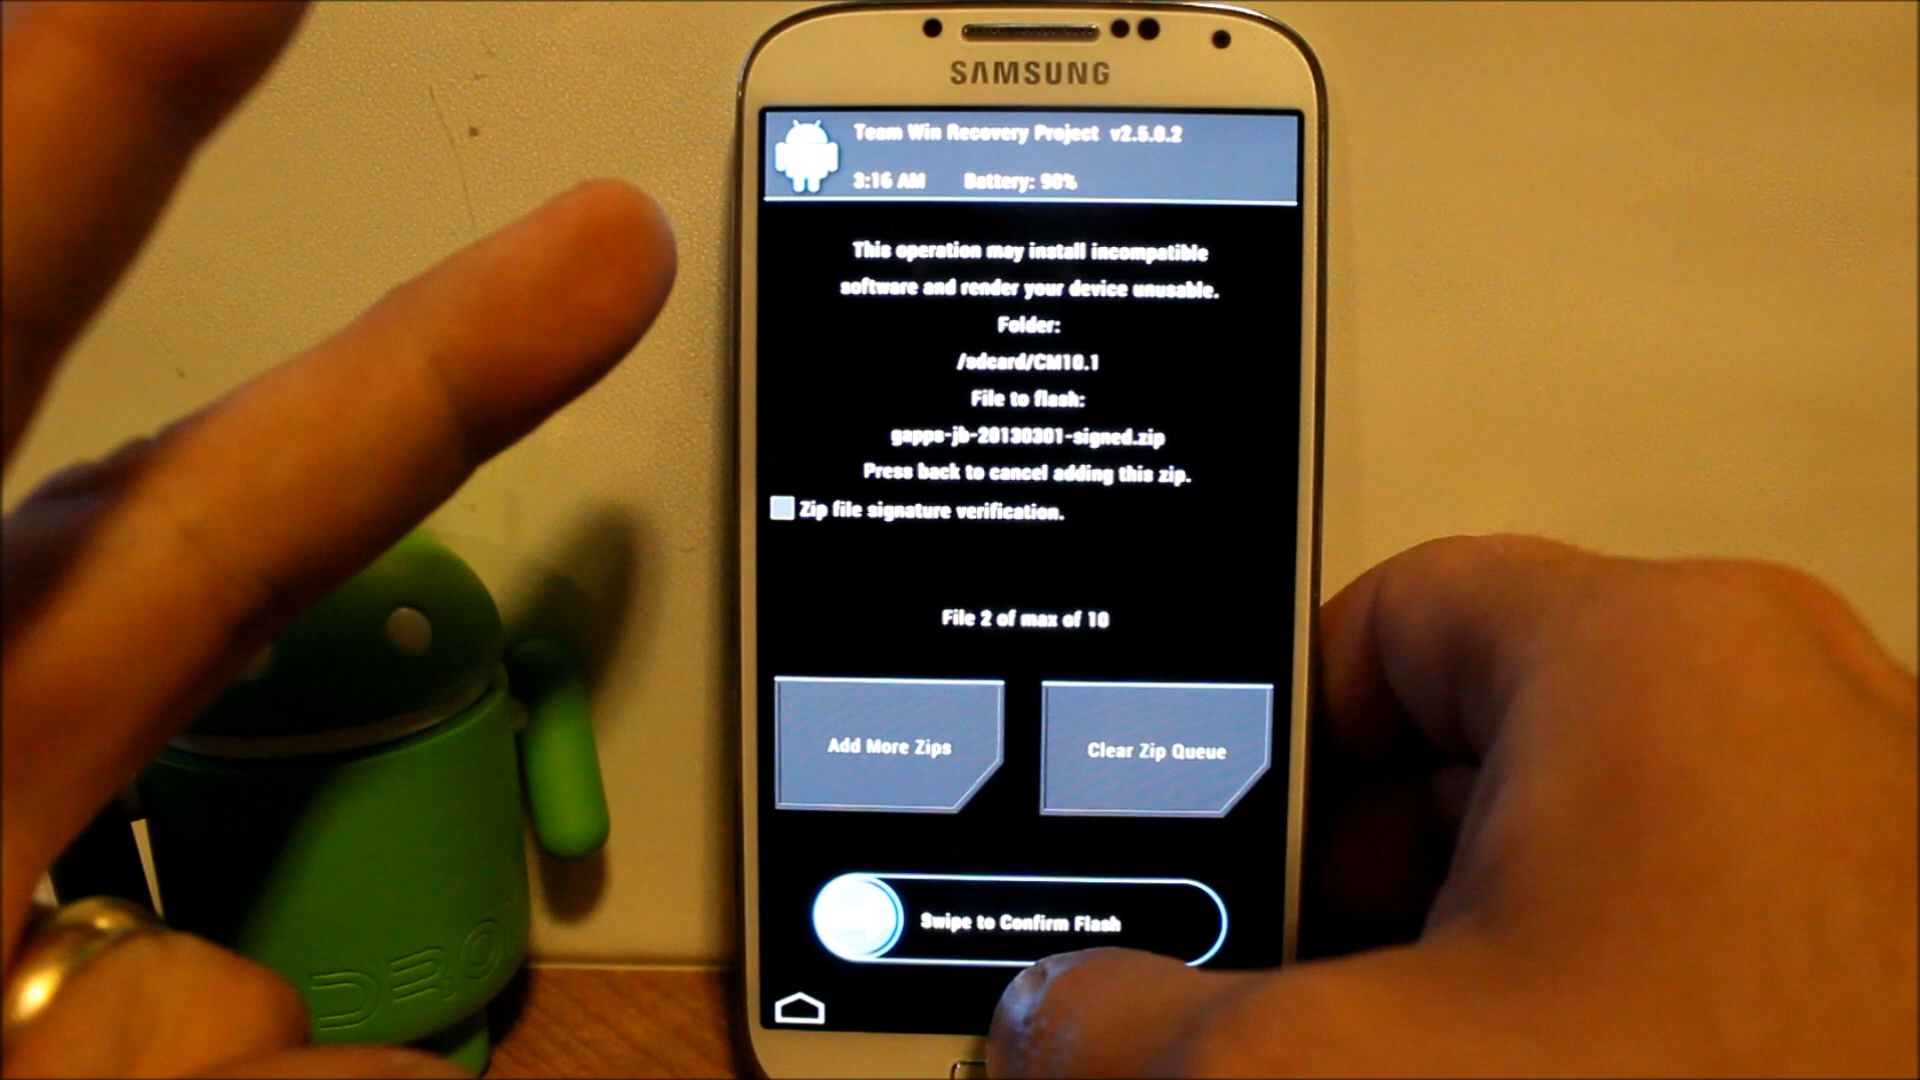 SAMSUNG
Team Win Recovery Project v2.5.0.2
3:16 AM Battery: 90%
This operation may install incompatible
software and render your device unusable.
Folder:
/sdcard/CM10.1
File to flash:
gapps-jb-20130301-signed.zip
Press back to cancel adding this zip.
Zip file signature verification.
File 2 of max of 10
Add More Zips
Clear Zip Queue
Swipe to Confirm Flash
DRO